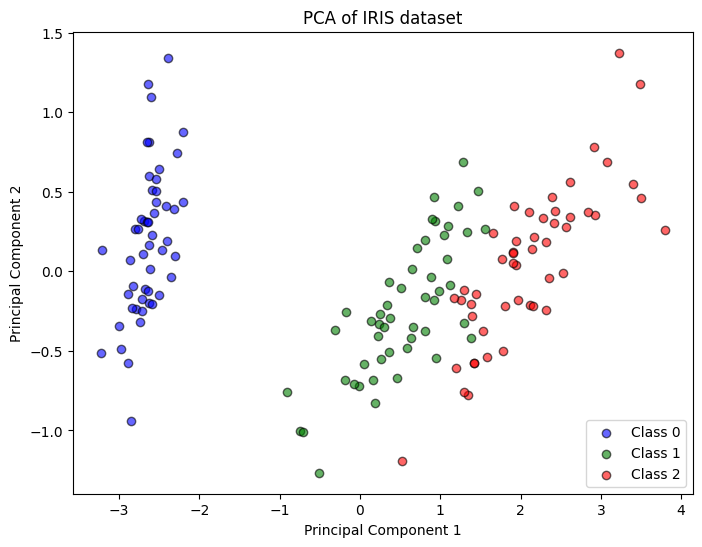 PCA of IRIS dataset
1.5
1.0
0.5
0.0
−0.5
−1.0
Principal Component 2
−3
−2
−1
0
1
2
3
4
Principal Component 1
Class 0
Class 1
Class 2